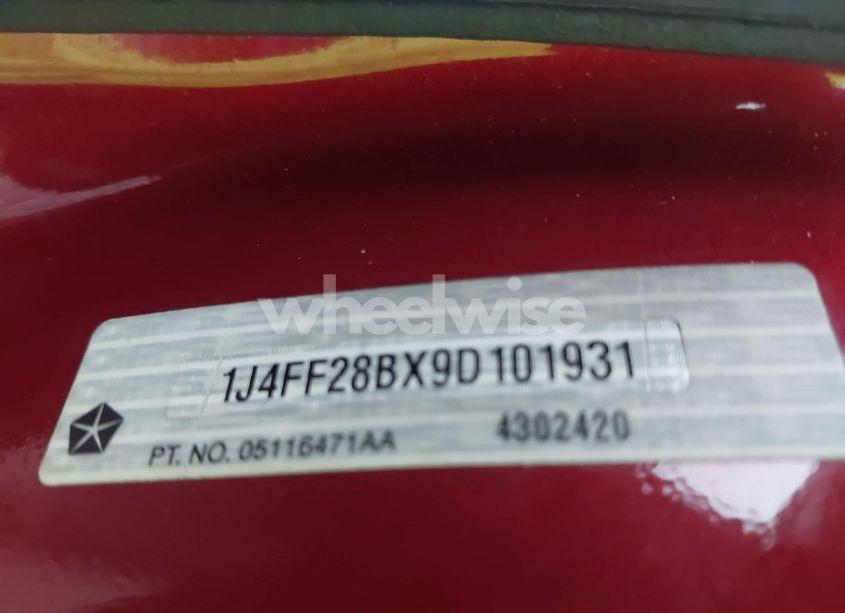 wheelwise
1J4FF28BX9D101931
PT. NO. 05116471AA 4302420